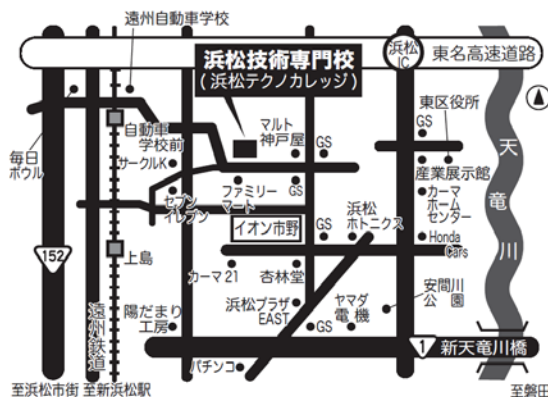 遠州自動車学校
浜松技術専門校
(浜松テクノカレッジ)
浜松
IC
東名高速道路
毎日
ボウル
自動車
学校前
サークルK
マルト
神戸屋
GS
GS
東区役所
産業展示館
天竜川
セブン
イレブン
ファミリー
マート
GS
カーマ
ホーム
センター
イオン市野
GS
浜松
ホトニクス
Honda
Cars
152
上島
カーマ21
杏林堂
安間川
公園
遠州鉄道
陽だまり
工房
浜松プラザ
EAST
GS
ヤマダ
電機
1
新天竜川橋
パチンコ
至浜松市街
至新浜松駅
至磐田